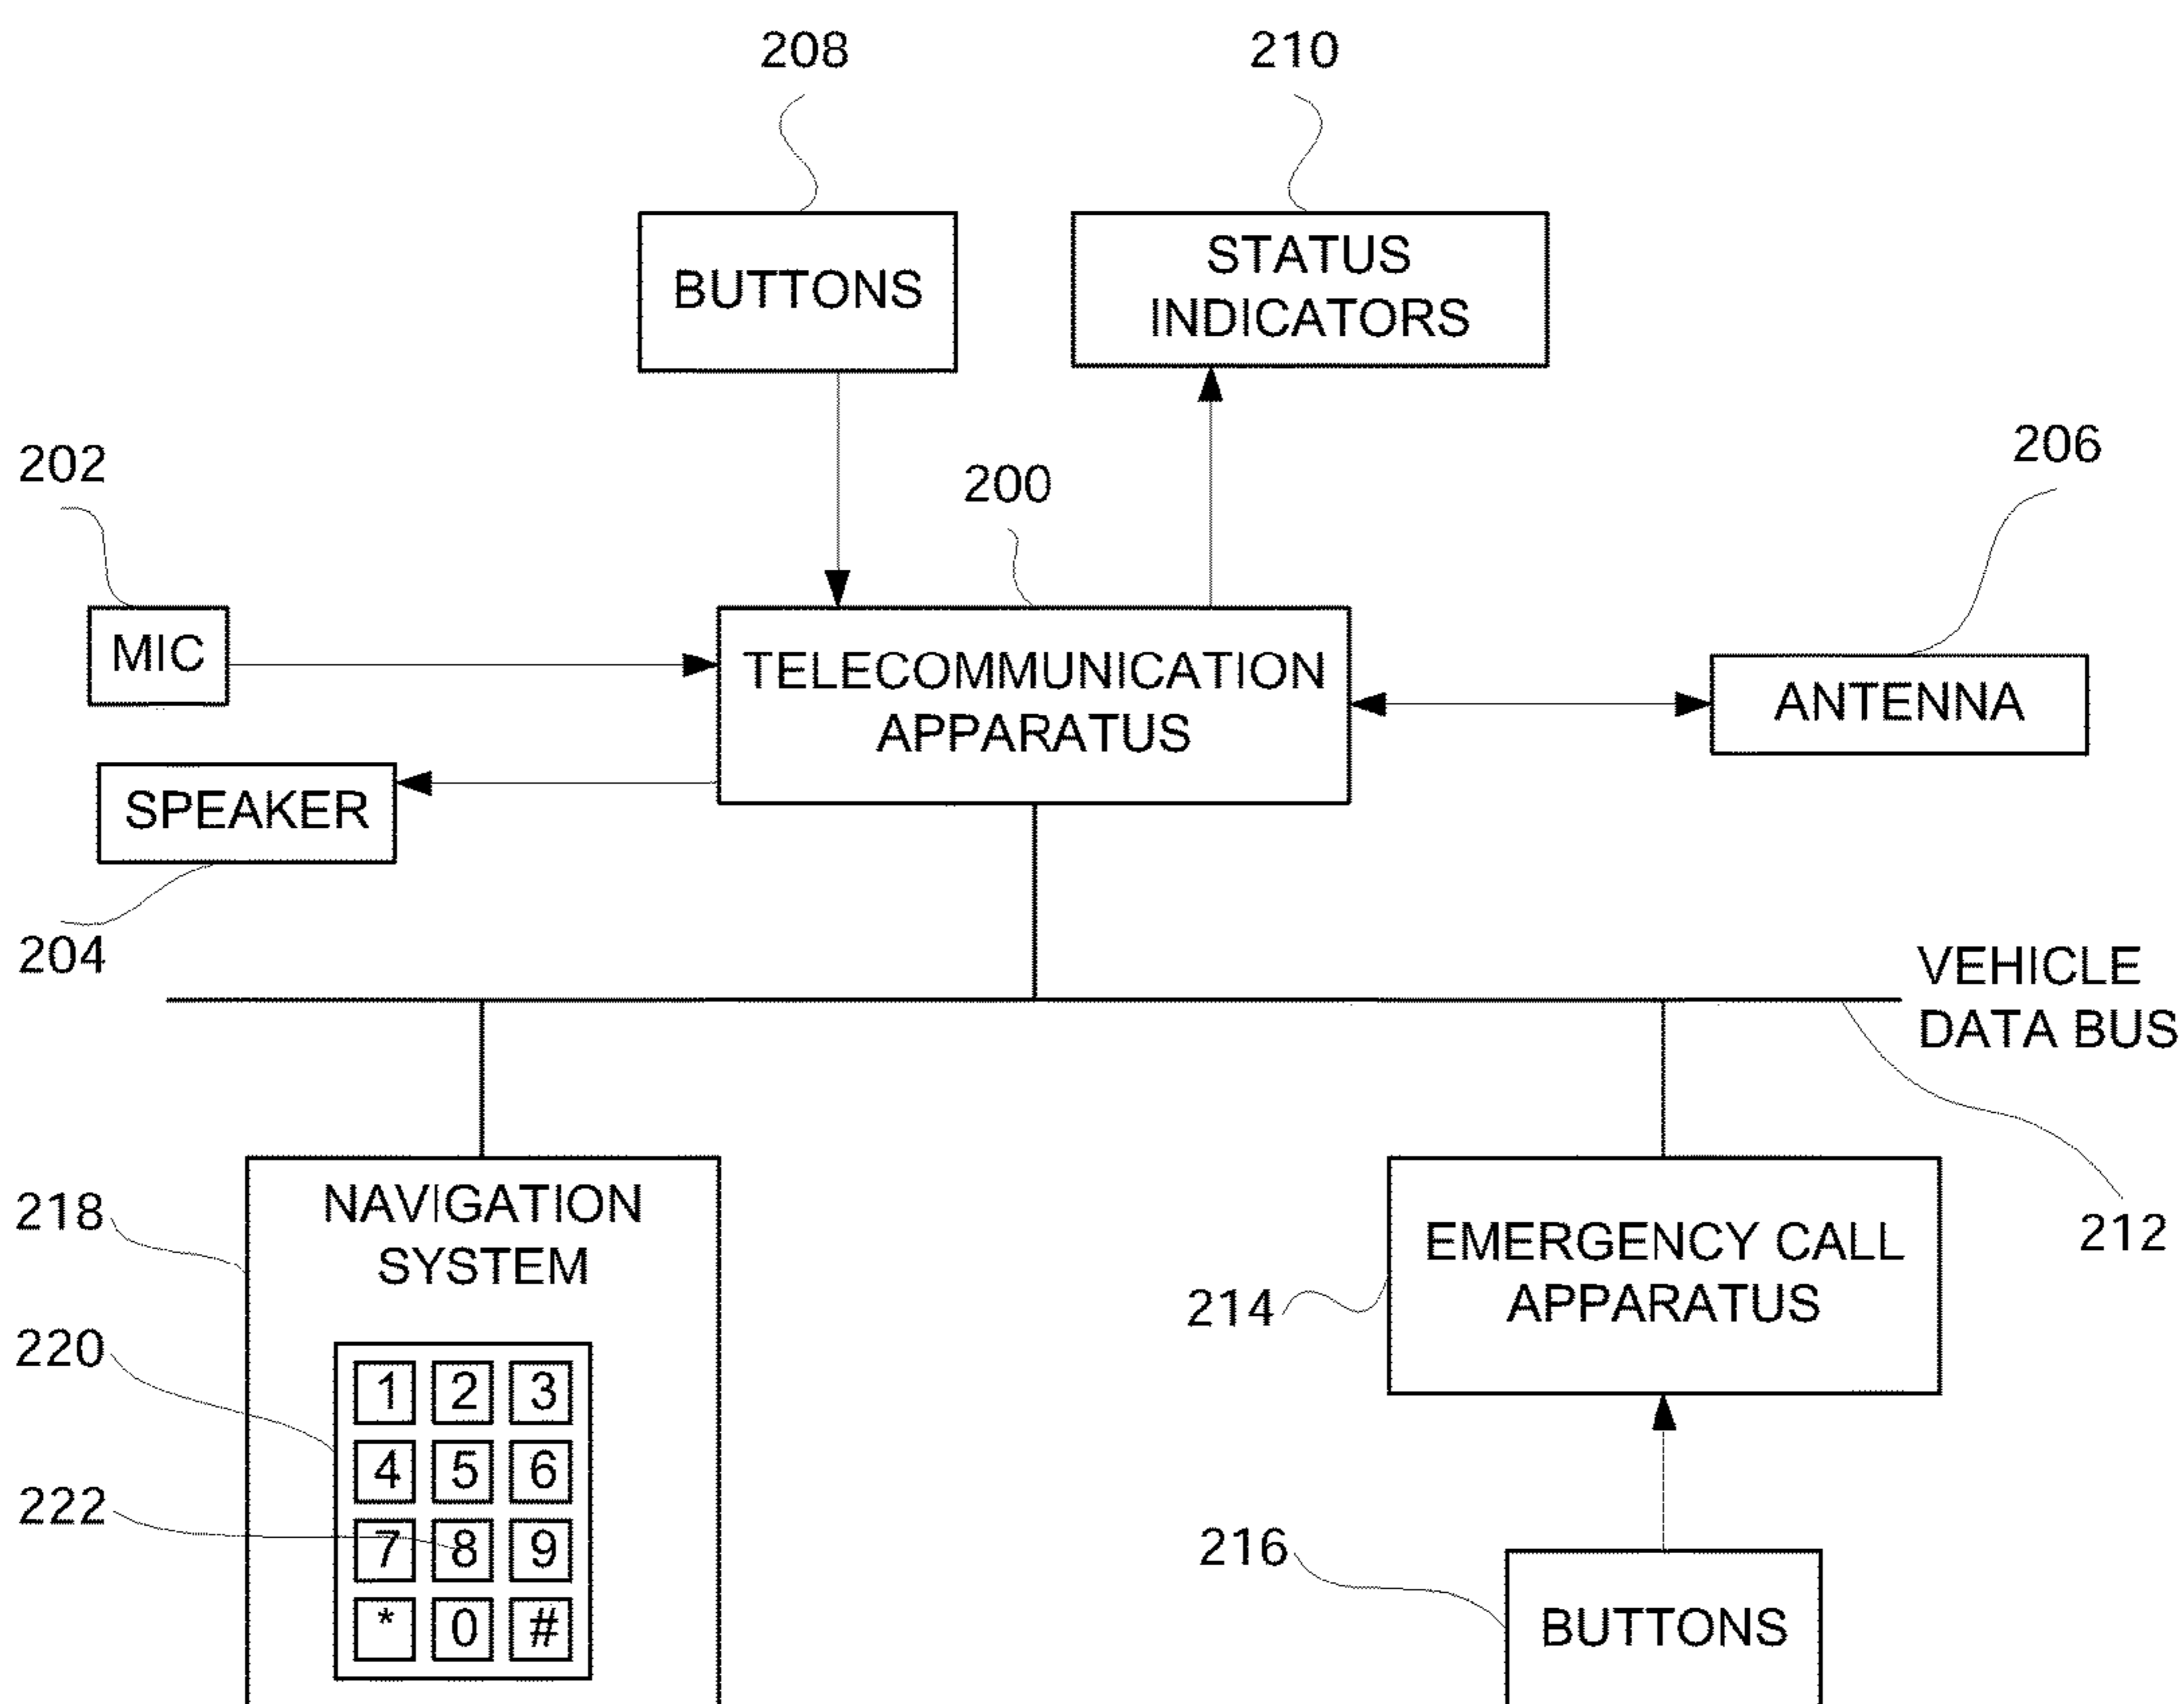 208
210
BUTTONS
STATUS
INDICATORS
202
200
206
MIC
TELECOMMUNICATION
APPARATUS
ANTENNA
SPEAKER
204
VEHICLE
DATA BUS
212
218
NAVIGATION
SYSTEM
214
EMERGENCY CALL
APPARATUS
220
1 2 3
4 5 6
222
7 8 9
* 0 #
216
BUTTONS